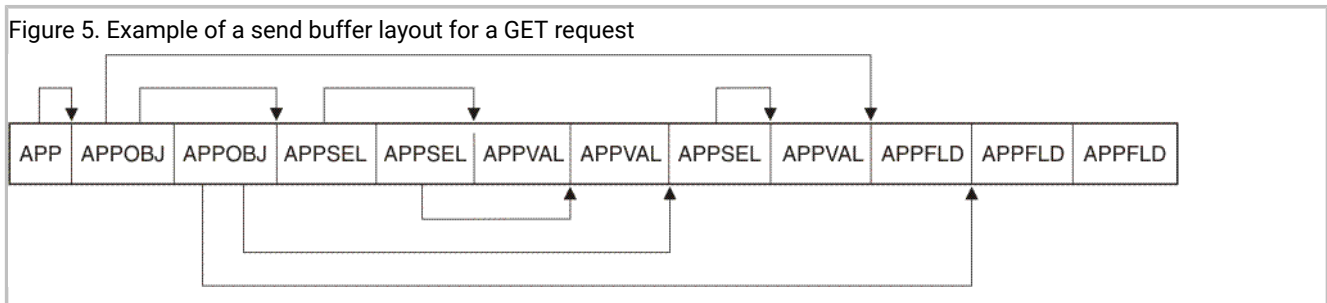 Figure 5. Example of a send buffer layout for a GET request
APP APPOBJ APPOBJ APPSEL APPSEL APPVAL APPVAL APPSEL APPVAL APPFLD APPFLD APPFLD